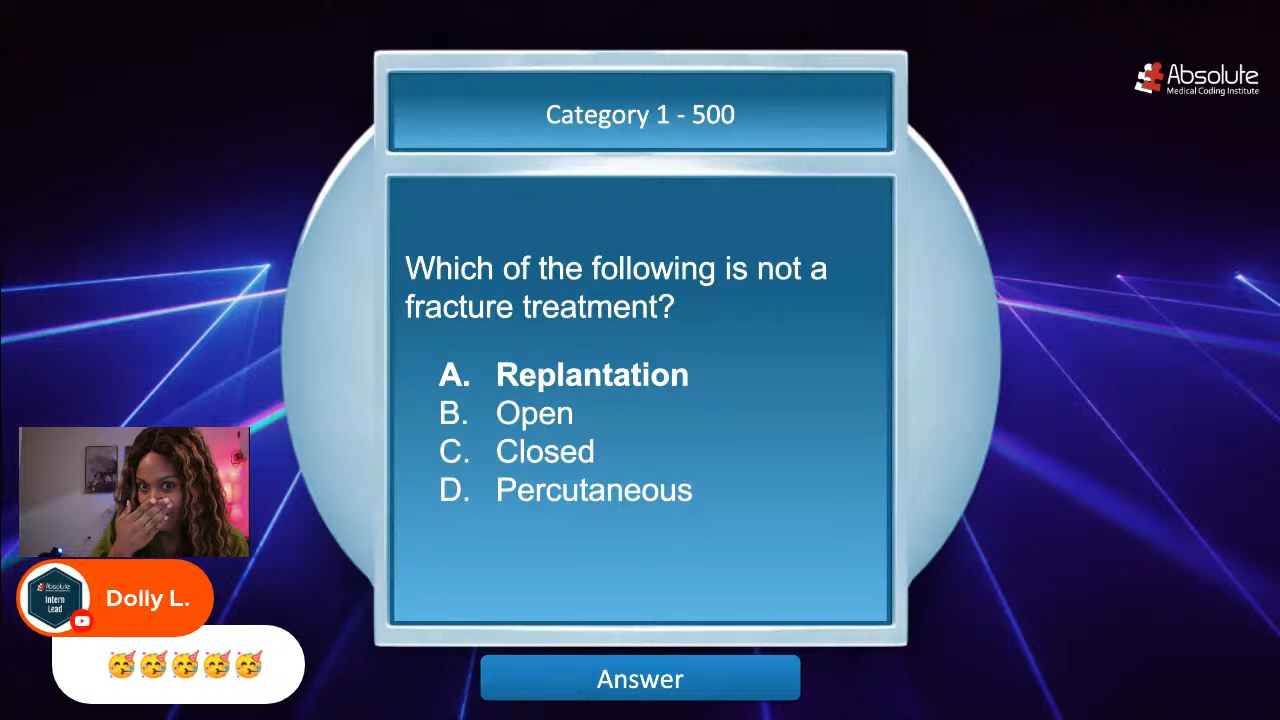 Absolute
Medical Coding Institute
Category 1 - 500
Which of the following is not a
fracture treatment?
A. Replantation
B. Open
C. Closed
D. Percutaneous
Absolute
Intern
Lead
Dolly L.
Answer